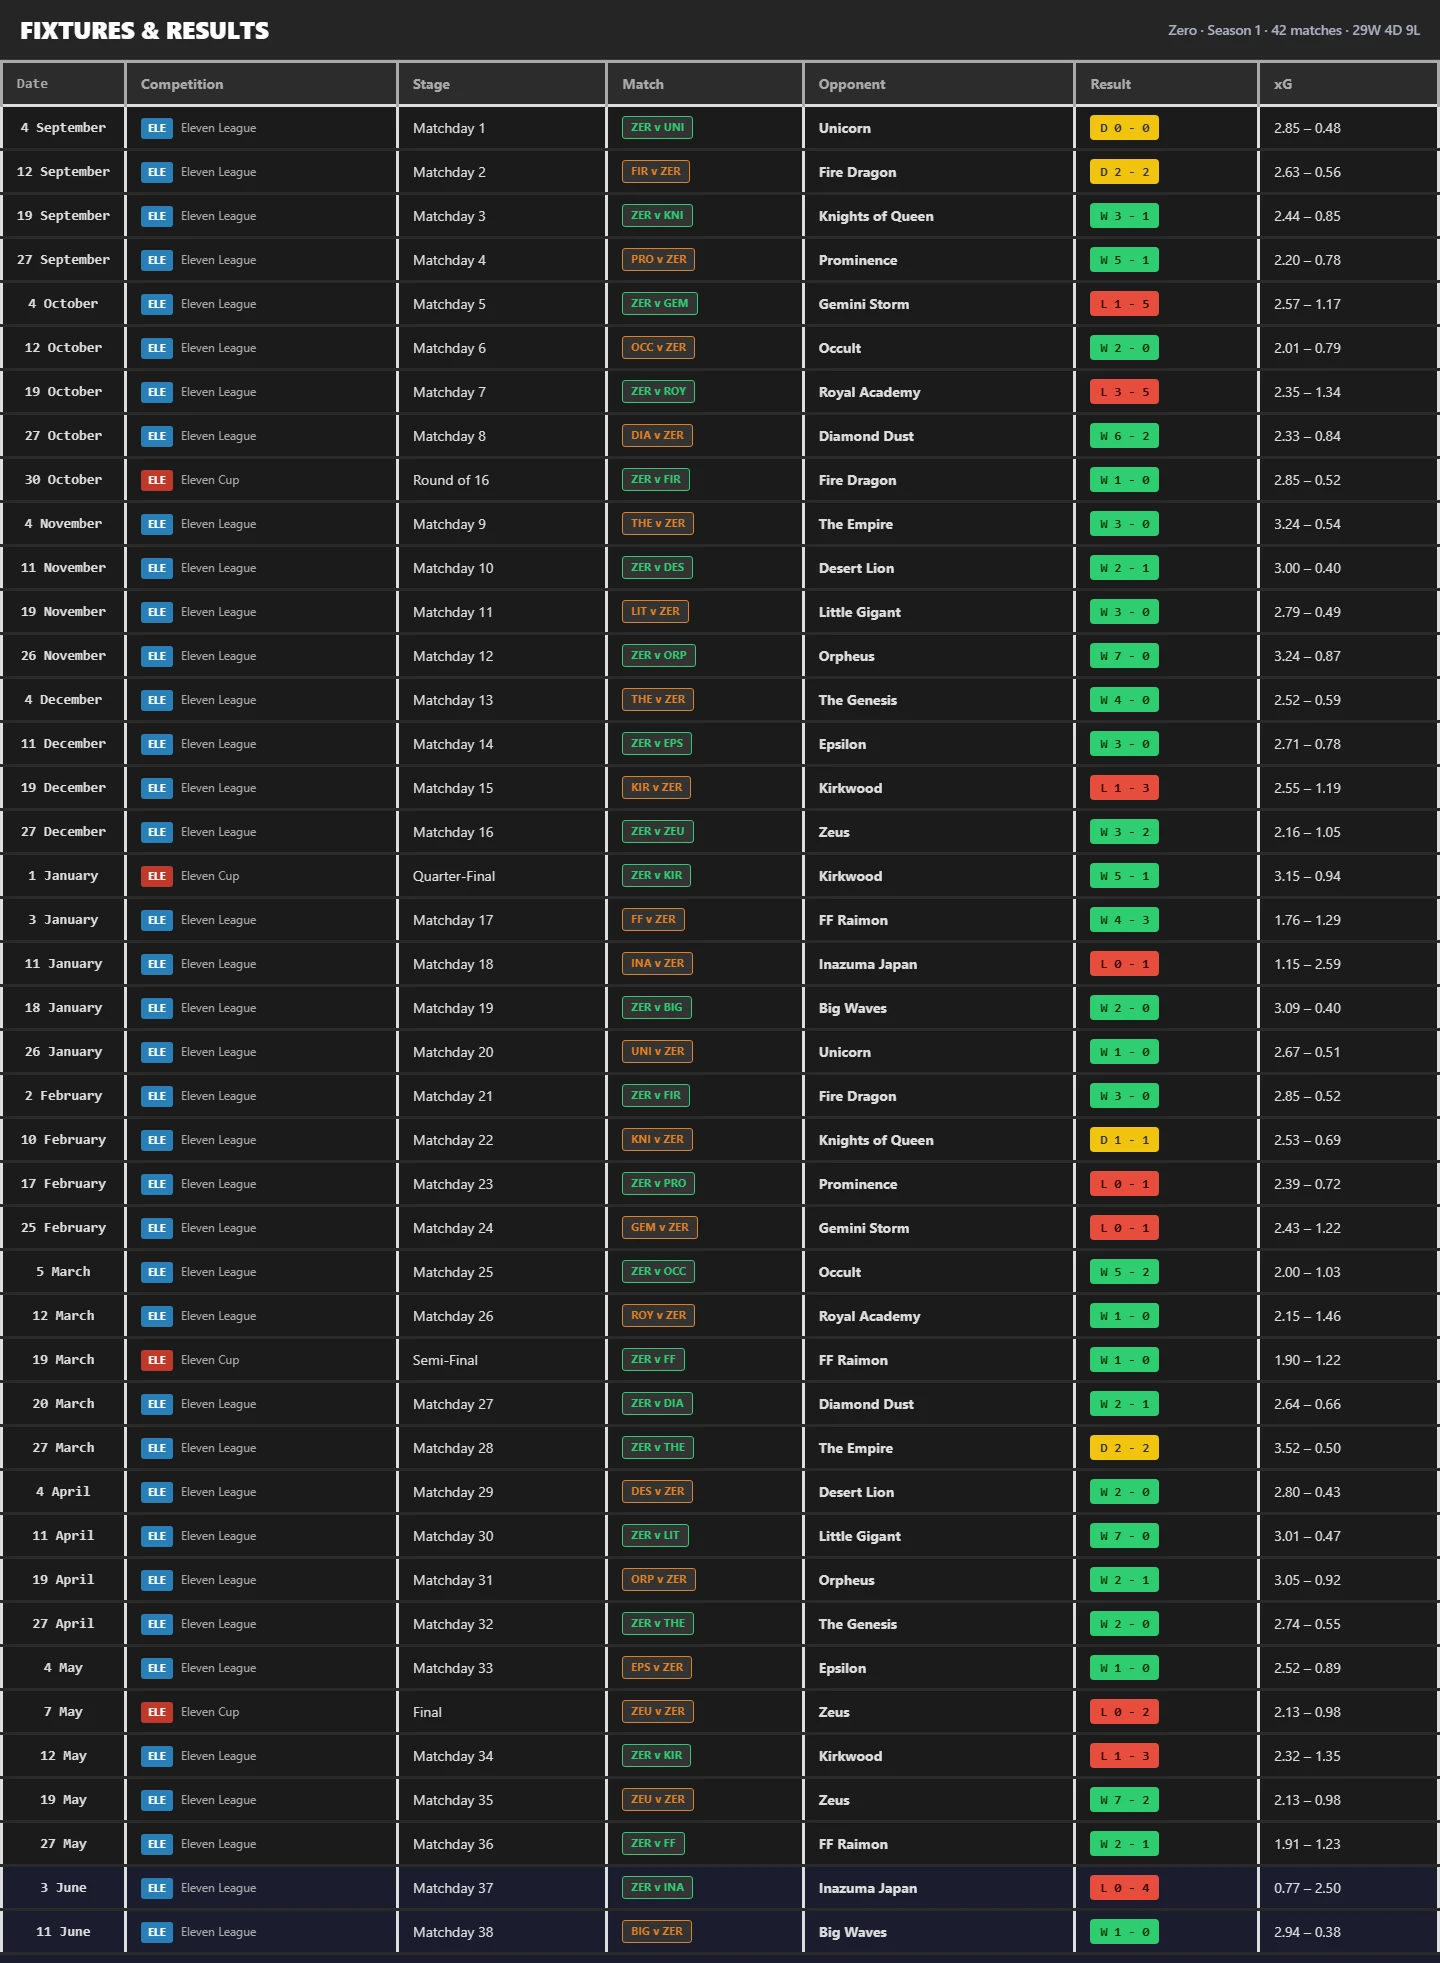 FIXTURES & RESULTS
Zero · Season 1 · 42 matches · 29W 4D 9L
Date Competition Stage Match Opponent Result xG
4 September ELE Eleven League Matchday 1 ZER v UNI Unicorn D 0 - 0 2.85 – 0.48
12 September ELE Eleven League Matchday 2 FIR v ZER Fire Dragon D 2 - 2 2.63 – 0.56
19 September ELE Eleven League Matchday 3 ZER v KNI Knights of Queen W 3 - 1 2.44 – 0.85
27 September ELE Eleven League Matchday 4 PRO v ZER Prominence W 5 - 1 2.20 – 0.78
4 October ELE Eleven League Matchday 5 ZER v GEM Gemini Storm L 1 - 5 2.57 – 1.17
12 October ELE Eleven League Matchday 6 OCC v ZER Occult W 2 - 0 2.01 – 0.79
19 October ELE Eleven League Matchday 7 ZER v ROY Royal Academy L 3 - 5 2.35 – 1.34
27 October ELE Eleven League Matchday 8 DIA v ZER Diamond Dust W 6 - 2 2.33 – 0.84
30 October ELE Eleven Cup Round of 16 ZER v FIR Fire Dragon W 1 - 0 2.85 – 0.52
4 November ELE Eleven League Matchday 9 THE v ZER The Empire W 3 - 0 3.24 – 0.54
11 November ELE Eleven League Matchday 10 ZER v DES Desert Lion W 2 - 1 3.00 – 0.40
19 November ELE Eleven League Matchday 11 LIT v ZER Little Gigant W 3 - 0 2.79 – 0.49
26 November ELE Eleven League Matchday 12 ZER v ORP Orpheus W 7 - 0 3.24 – 0.87
4 December ELE Eleven League Matchday 13 THE v ZER The Genesis W 4 - 0 2.52 – 0.59
11 December ELE Eleven League Matchday 14 ZER v EPS Epsilon W 3 - 0 2.71 – 0.78
19 December ELE Eleven League Matchday 15 KIR v ZER Kirkwood L 1 - 3 2.55 – 1.19
27 December ELE Eleven League Matchday 16 ZER v ZEU Zeus W 3 - 2 2.16 – 1.05
1 January ELE Eleven Cup Quarter-Final ZER v KIR Kirkwood W 5 - 1 3.15 – 0.94
3 January ELE Eleven League Matchday 17 FF v ZER FF Raimon W 4 - 3 1.76 – 1.29
11 January ELE Eleven League Matchday 18 INA v ZER Inazuma Japan L 0 - 1 1.15 – 2.59
18 January ELE Eleven League Matchday 19 ZER v BIG Big Waves W 2 - 0 3.09 – 0.40
26 January ELE Eleven League Matchday 20 UNI v ZER Unicorn W 1 - 0 2.67 – 0.51
2 February ELE Eleven League Matchday 21 ZER v FIR Fire Dragon W 3 - 0 2.85 – 0.52
10 February ELE Eleven League Matchday 22 KNI v ZER Knights of Queen D 1 - 1 2.53 – 0.69
17 February ELE Eleven League Matchday 23 ZER v PRO Prominence L 0 - 1 2.39 – 0.72
25 February ELE Eleven League Matchday 24 GEM v ZER Gemini Storm L 0 - 1 2.43 – 1.22
5 March ELE Eleven League Matchday 25 ZER v OCC Occult W 5 - 2 2.00 – 1.03
12 March ELE Eleven League Matchday 26 ROY v ZER Royal Academy W 1 - 0 2.15 – 1.46
19 March ELE Eleven Cup Semi-Final ZER v FF FF Raimon W 1 - 0 1.90 – 1.22
20 March ELE Eleven League Matchday 27 ZER v DIA Diamond Dust W 2 - 1 2.64 – 0.66
27 March ELE Eleven League Matchday 28 ZER v THE The Empire D 2 - 2 3.52 – 0.50
4 April ELE Eleven League Matchday 29 DES v ZER Desert Lion W 2 - 0 2.80 – 0.43
11 April ELE Eleven League Matchday 30 ZER v LIT Little Gigant W 7 - 0 3.01 – 0.47
19 April ELE Eleven League Matchday 31 ORP v ZER Orpheus W 2 - 1 3.05 – 0.92
27 April ELE Eleven League Matchday 32 ZER v THE The Genesis W 2 - 0 2.74 – 0.55
4 May ELE Eleven League Matchday 33 EPS v ZER Epsilon W 1 - 0 2.52 – 0.89
7 May ELE Eleven Cup Final ZEU v ZER Zeus L 0 - 2 2.13 – 0.98
12 May ELE Eleven League Matchday 34 ZER v KIR Kirkwood L 1 - 3 2.32 – 1.35
19 May ELE Eleven League Matchday 35 ZEU v ZER Zeus W 7 - 2 2.13 – 0.98
27 May ELE Eleven League Matchday 36 ZER v FF FF Raimon W 2 - 1 1.91 – 1.23
3 June ELE Eleven League Matchday 37 ZER v INA Inazuma Japan L 0 - 4 0.77 – 2.50
11 June ELE Eleven League Matchday 38 BIG v ZER Big Waves W 1 - 0 2.94 – 0.38